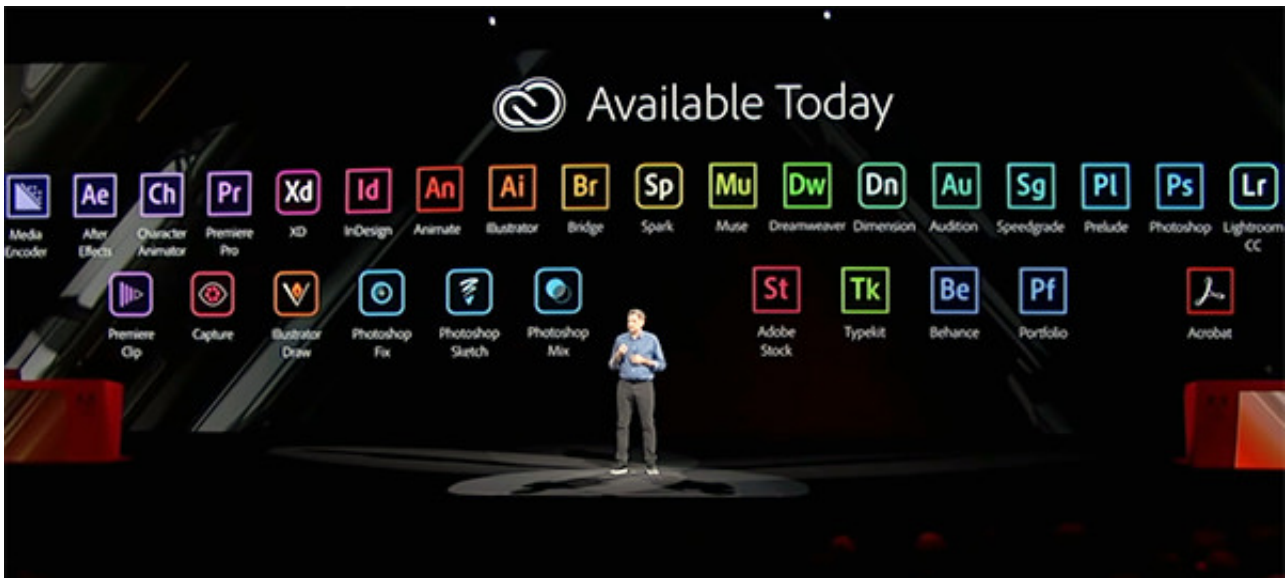 Available Today
Ae Ch Pr Xd Id An Ai Br Sp Mu Dw Dn Au Sg Pl Ps Lr
Media Encoder After Effects Character Animator Premiere Pro XD InDesign Animate Illustrator Bridge Spark Muse Dreamweaver Dimension Audition Speedgrade Prelude Photoshop Lightroom CC
St Tk Be Pf
Premiere Clip Capture Illustrator Draw Photoshop Fix Photoshop Sketch Photoshop Mix Adobe Stock Typekit Behance Portfolio Acrobat